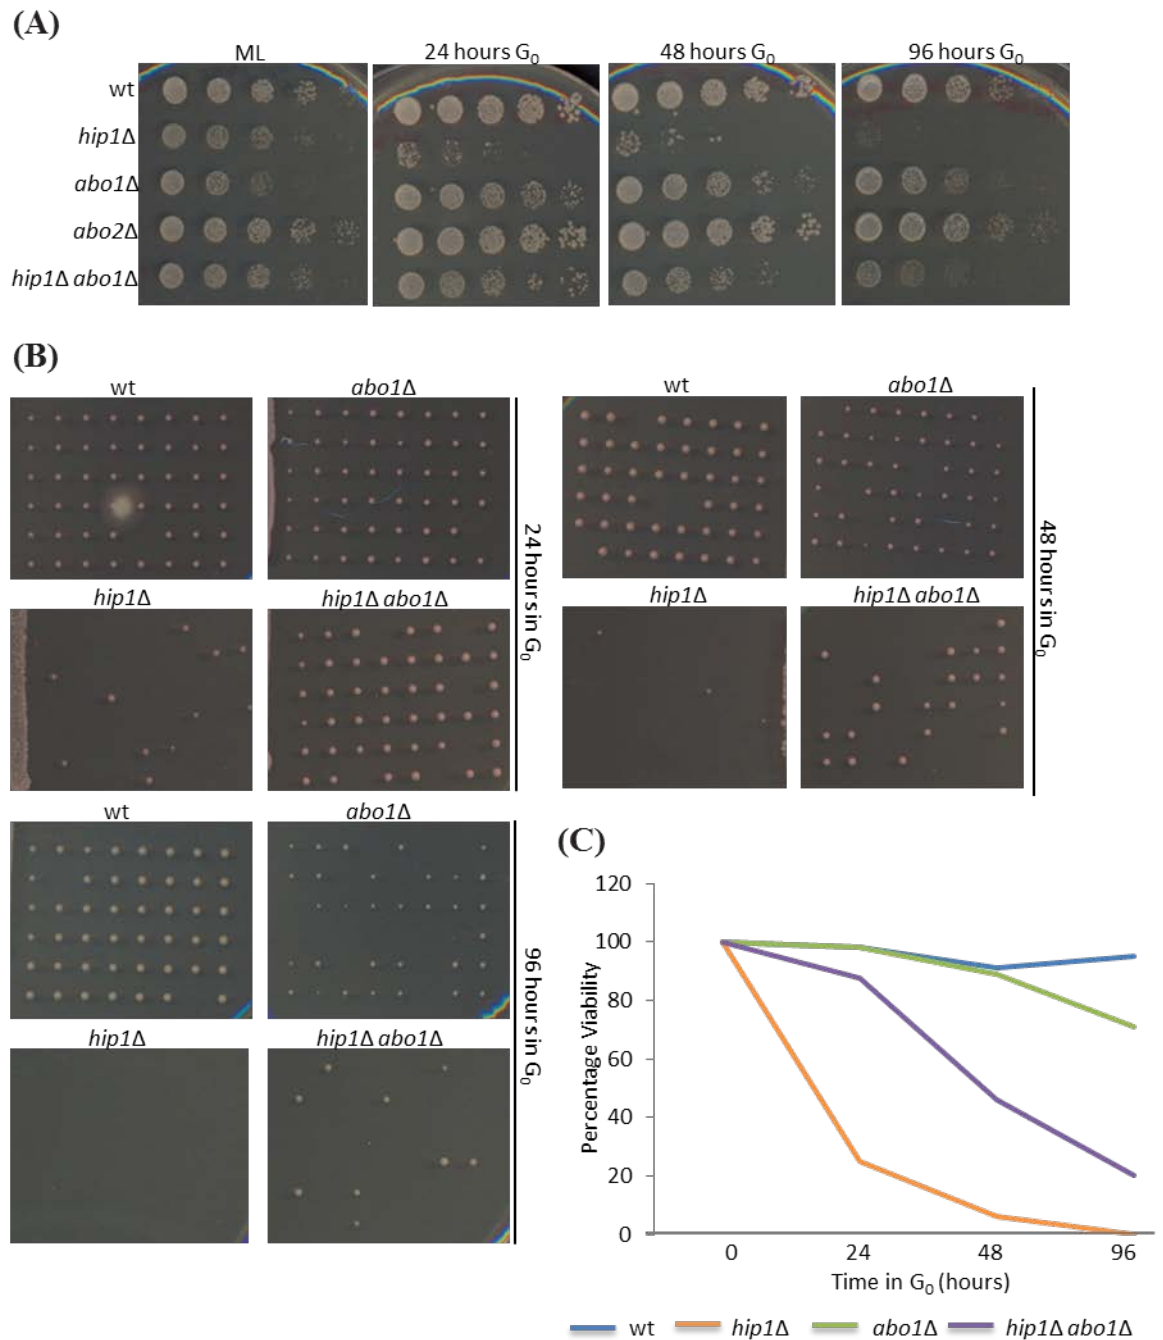 (A)
ML 24 hours G0 48 hours G0 96 hours G0
wt
hip1Δ
abo1Δ
abo2Δ
hip1Δ abo1Δ
(B)
wt abo1Δ
hip1Δ hip1Δ abo1Δ
24 hours in G0
wt abo1Δ
hip1Δ hip1Δ abo1Δ
48 hours in G0
wt abo1Δ
hip1Δ hip1Δ abo1Δ
96 hours in G0
(C)
Percentage Viability
120
100
80
60
40
20
0
0 24 48 96
Time in G0 (hours)
wt hip1Δ abo1Δ hip1Δ abo1Δ